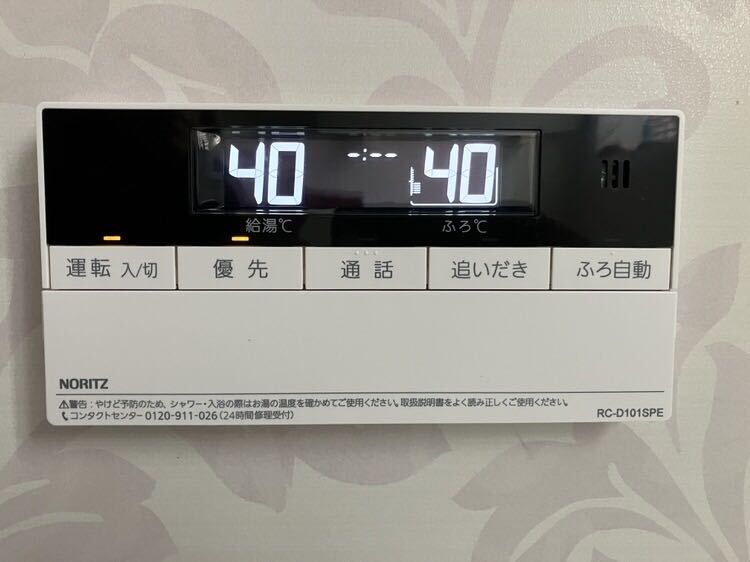 40 --:-- 40
給湯℃ ふろ℃
運転 入/切 優先 通話 追いだき ふろ自動
NORITZ
⚠警告：やけど予防のため、シャワー・入浴の際はお湯の温度を確かめてご使用ください。取扱説明書をよく読み正しくご使用ください。
コンタクトセンター 0120-911-026（24時間修理受付） RC-D101SPE